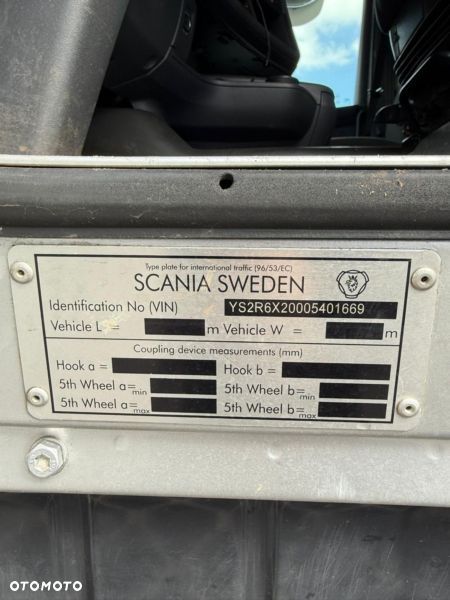 Type plate for international traffic (96/53/EC)
SCANIA SWEDEN
Identification No (VIN) YS2R6X20005401669
Vehicle L = m Vehicle W = m
Coupling device measurements (mm)
Hook a = Hook b =
5th Wheel a= min 5th Wheel b= min
5th Wheel a= max 5th Wheel b= max
OTOMOTO